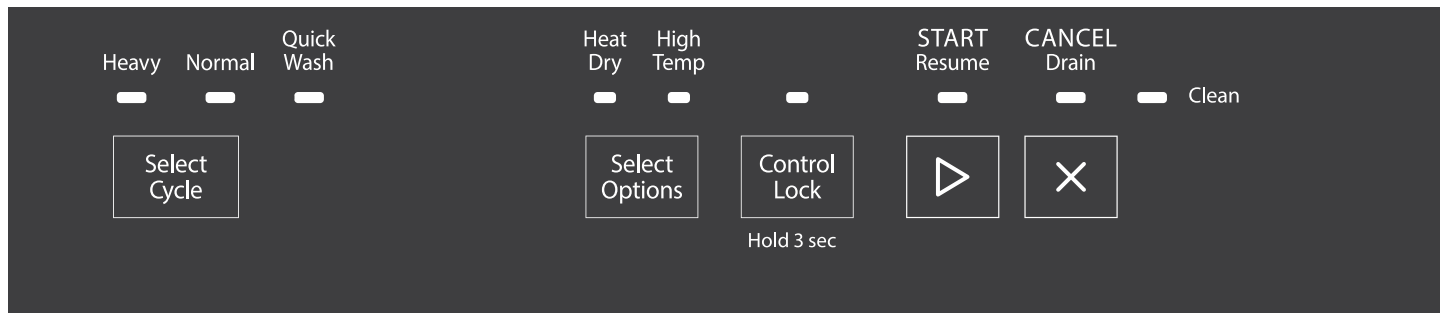 Heavy
Normal
Quick
Wash
Heat
Dry
High
Temp
START
Resume
CANCEL
Drain
Clean
Select
Cycle
Select
Options
Control
Lock
Hold 3 sec